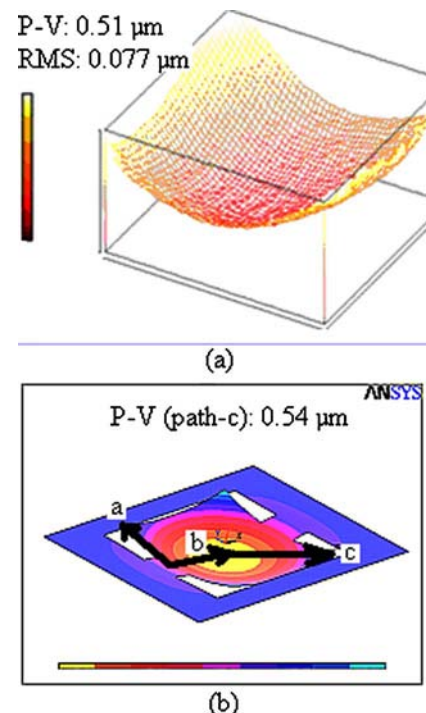 P-V: 0.51 µm
RMS: 0.077 µm
(a)
ANSYS
P-V (path-c): 0.54 µm
a
b
c
(b)